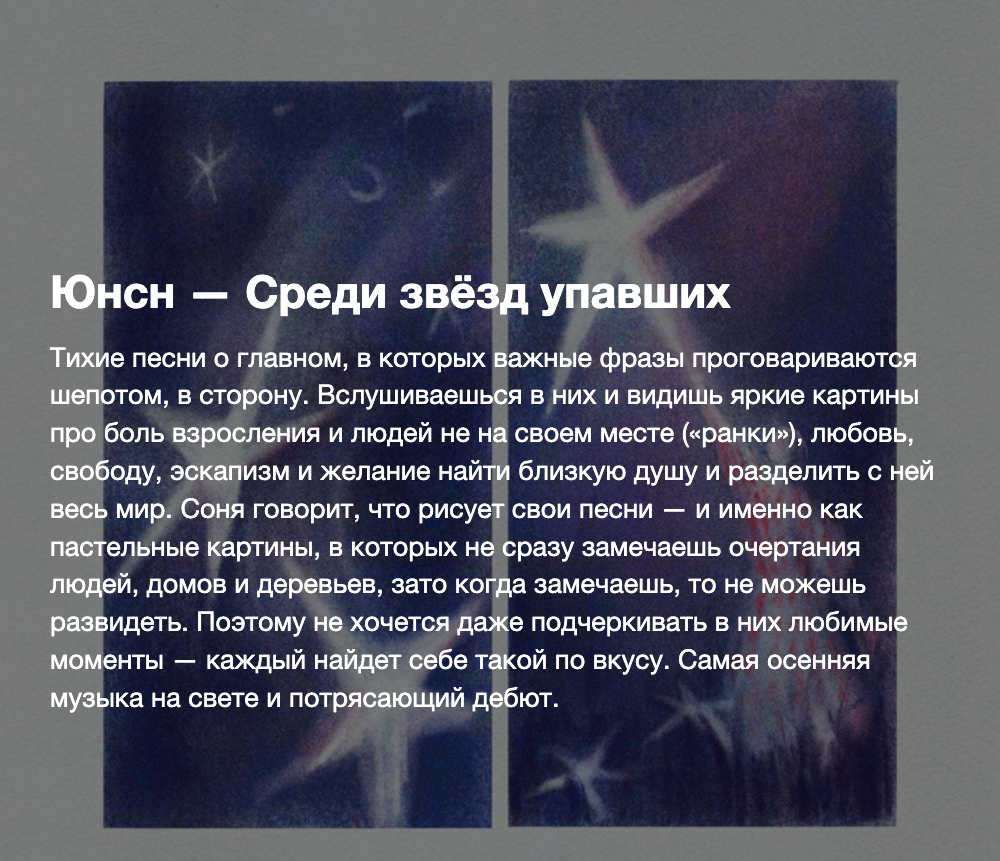 Юнсн — Среди звёзд упавших
Тихие песни о главном, в которых важные фразы проговариваются
шепотом, в сторону. Вслушиваешься в них и видишь яркие картины
про боль взросления и людей не на своем месте («ранки»), любовь,
свободу, эскапизм и желание найти близкую душу и разделить с ней
весь мир. Соня говорит, что рисует свои песни — и именно как
пастельные картины, в которых не сразу замечаешь очертания
людей, домов и деревьев, зато когда замечаешь, то не можешь
развидеть. Поэтому не хочется даже подчеркивать в них любимые
моменты — каждый найдет себе такой по вкусу. Самая осенняя
музыка на свете и потрясающий дебют.